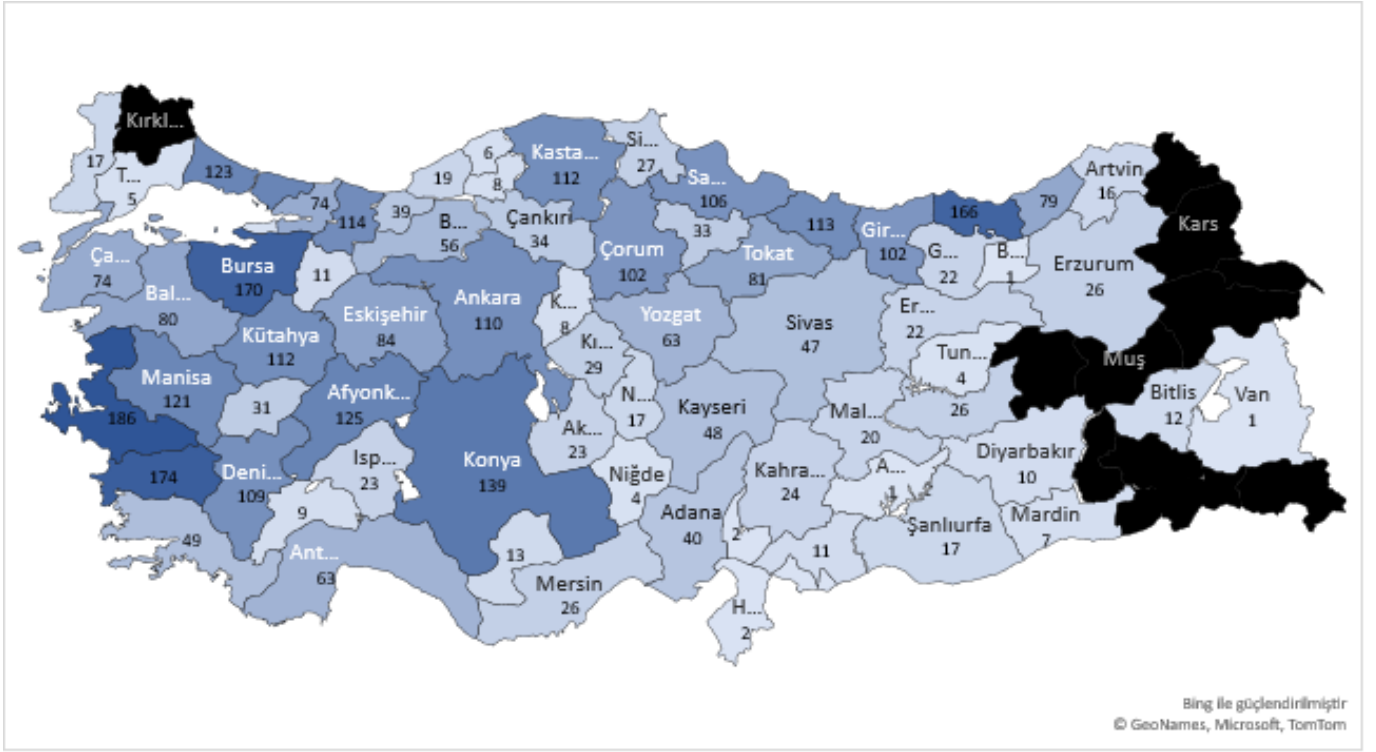 Kırkl...
17
T...
5
123
74
114
19
6
8
39
B...
56
Kasta...
112
Si...
27
Sa...
106
Çankırı
34
Çorum
102
33
Tokat
81
113
Gir...
102
166
79
Artvin
16
Kars
G...
22
B...
1
Erzurum
26
Ça...
74
Bal...
80
Bursa
170
11
Kütahya
112
Eskişehir
84
Ankara
110
K...
8
Kı...
29
Yozgat
63
Sivas
47
Er...
22
Tun...
4
Muş
Bitlis
12
Van
1
Manisa
121
186
31
Afyonk...
125
174
Deni...
109
Isp...
23
Konya
139
Ak...
23
N...
17
Kayseri
48
Mal...
20
26
Diyarbakır
10
9
49
Ant...
63
13
Mersin
26
Niğde
4
Adana
40
Kahra...
24
2
A...
1
2
11
Şanlıurfa
17
Mardin
7
H...
2
Bing ile güçlendirilmiştir
© GeoNames, Microsoft, TomTom